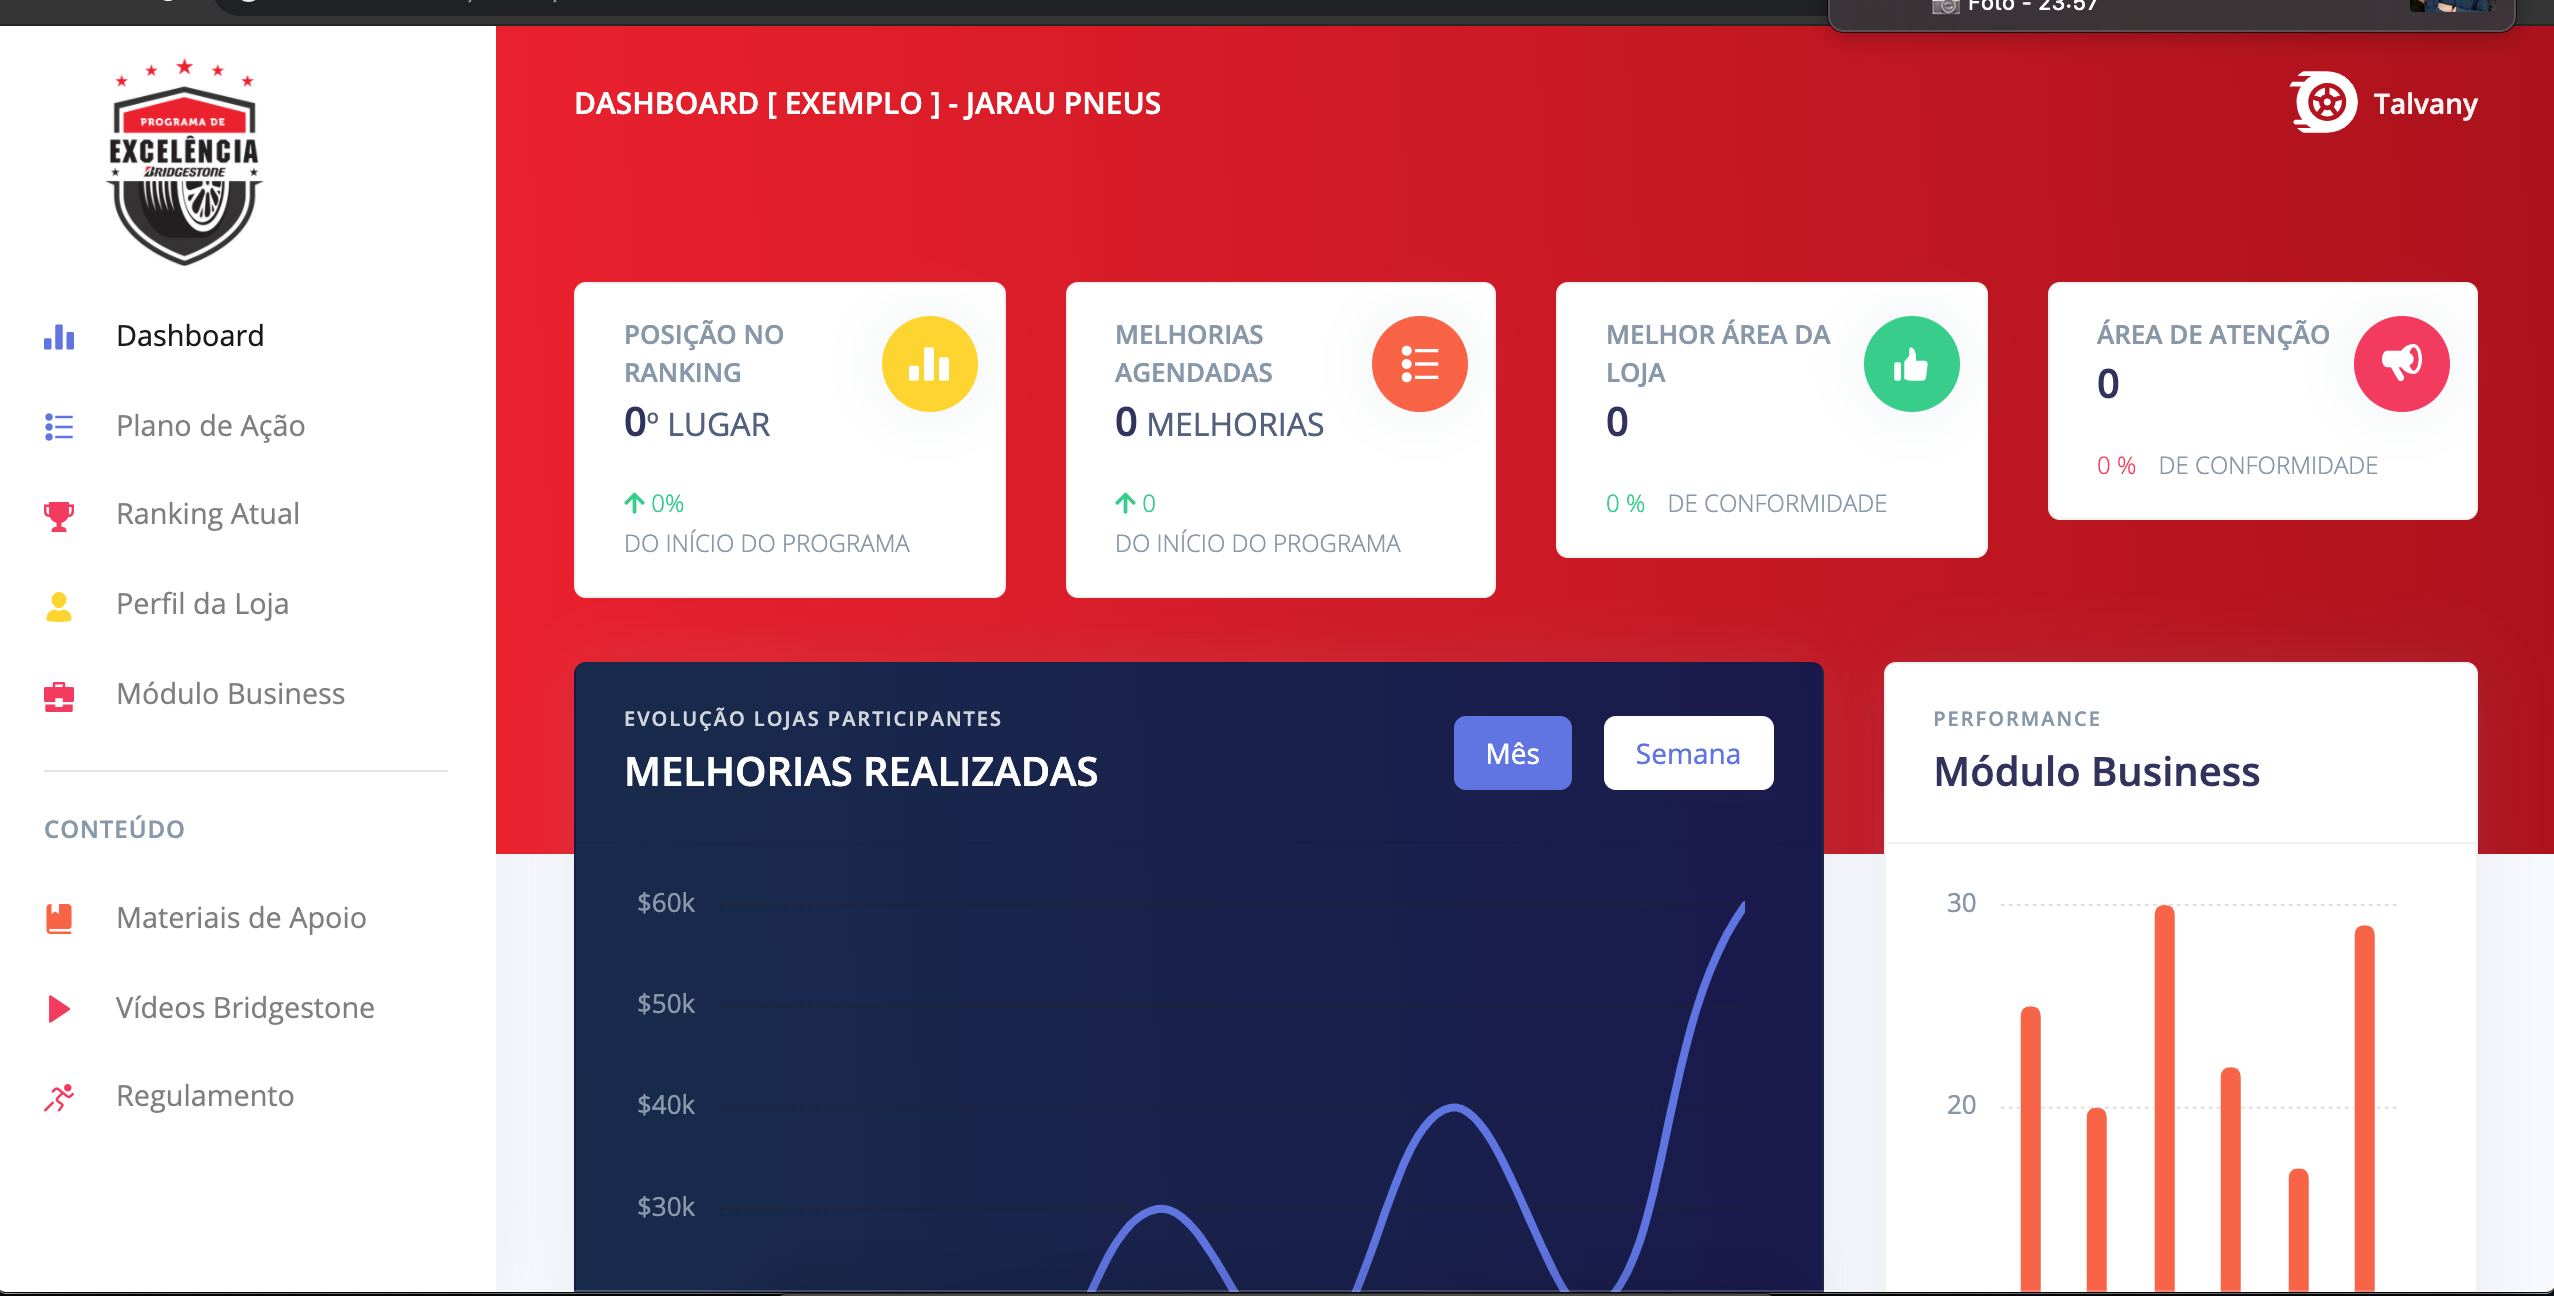 Foto - 23:57
PROGRAMA DE
EXCELÊNCIA
BRIDGESTONE
Dashboard
Plano de Ação
Ranking Atual
Perfil da Loja
Módulo Business
CONTEÚDO
Materiais de Apoio
Vídeos Bridgestone
Regulamento
DASHBOARD [ EXEMPLO ] - JARAU PNEUS
Talvany
POSIÇÃO NO
RANKING
0º LUGAR
0%
DO INÍCIO DO PROGRAMA
MELHORIAS
AGENDADAS
0 MELHORIAS
0
DO INÍCIO DO PROGRAMA
MELHOR ÁREA DA
LOJA
0
0 % DE CONFORMIDADE
ÁREA DE ATENÇÃO
0
0 % DE CONFORMIDADE
EVOLUÇÃO LOJAS PARTICIPANTES
MELHORIAS REALIZADAS
Mês
Semana
$60k
$50k
$40k
$30k
PERFORMANCE
Módulo Business
30
20